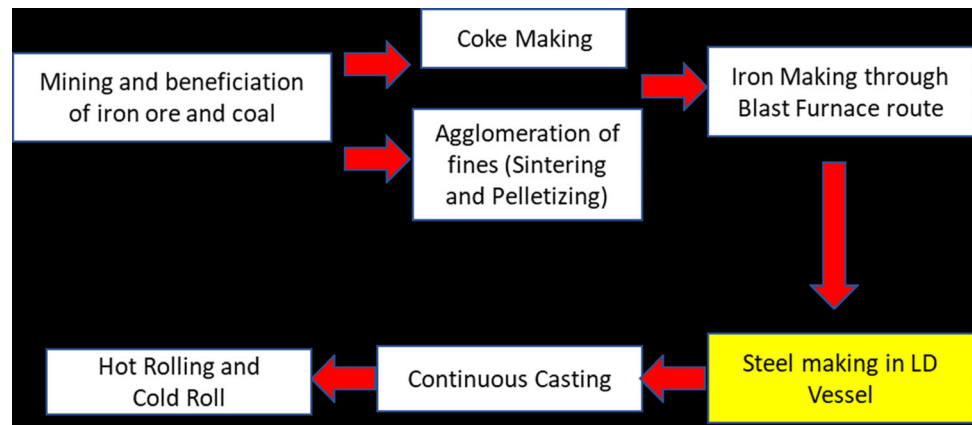 Mining and beneficiation
of iron ore and coal
Coke Making
Agglomeration of
fines (Sintering
and Pelletizing)
Iron Making through
Blast Furnace route
Steel making in LD
Vessel
Continuous Casting
Hot Rolling and
Cold Roll